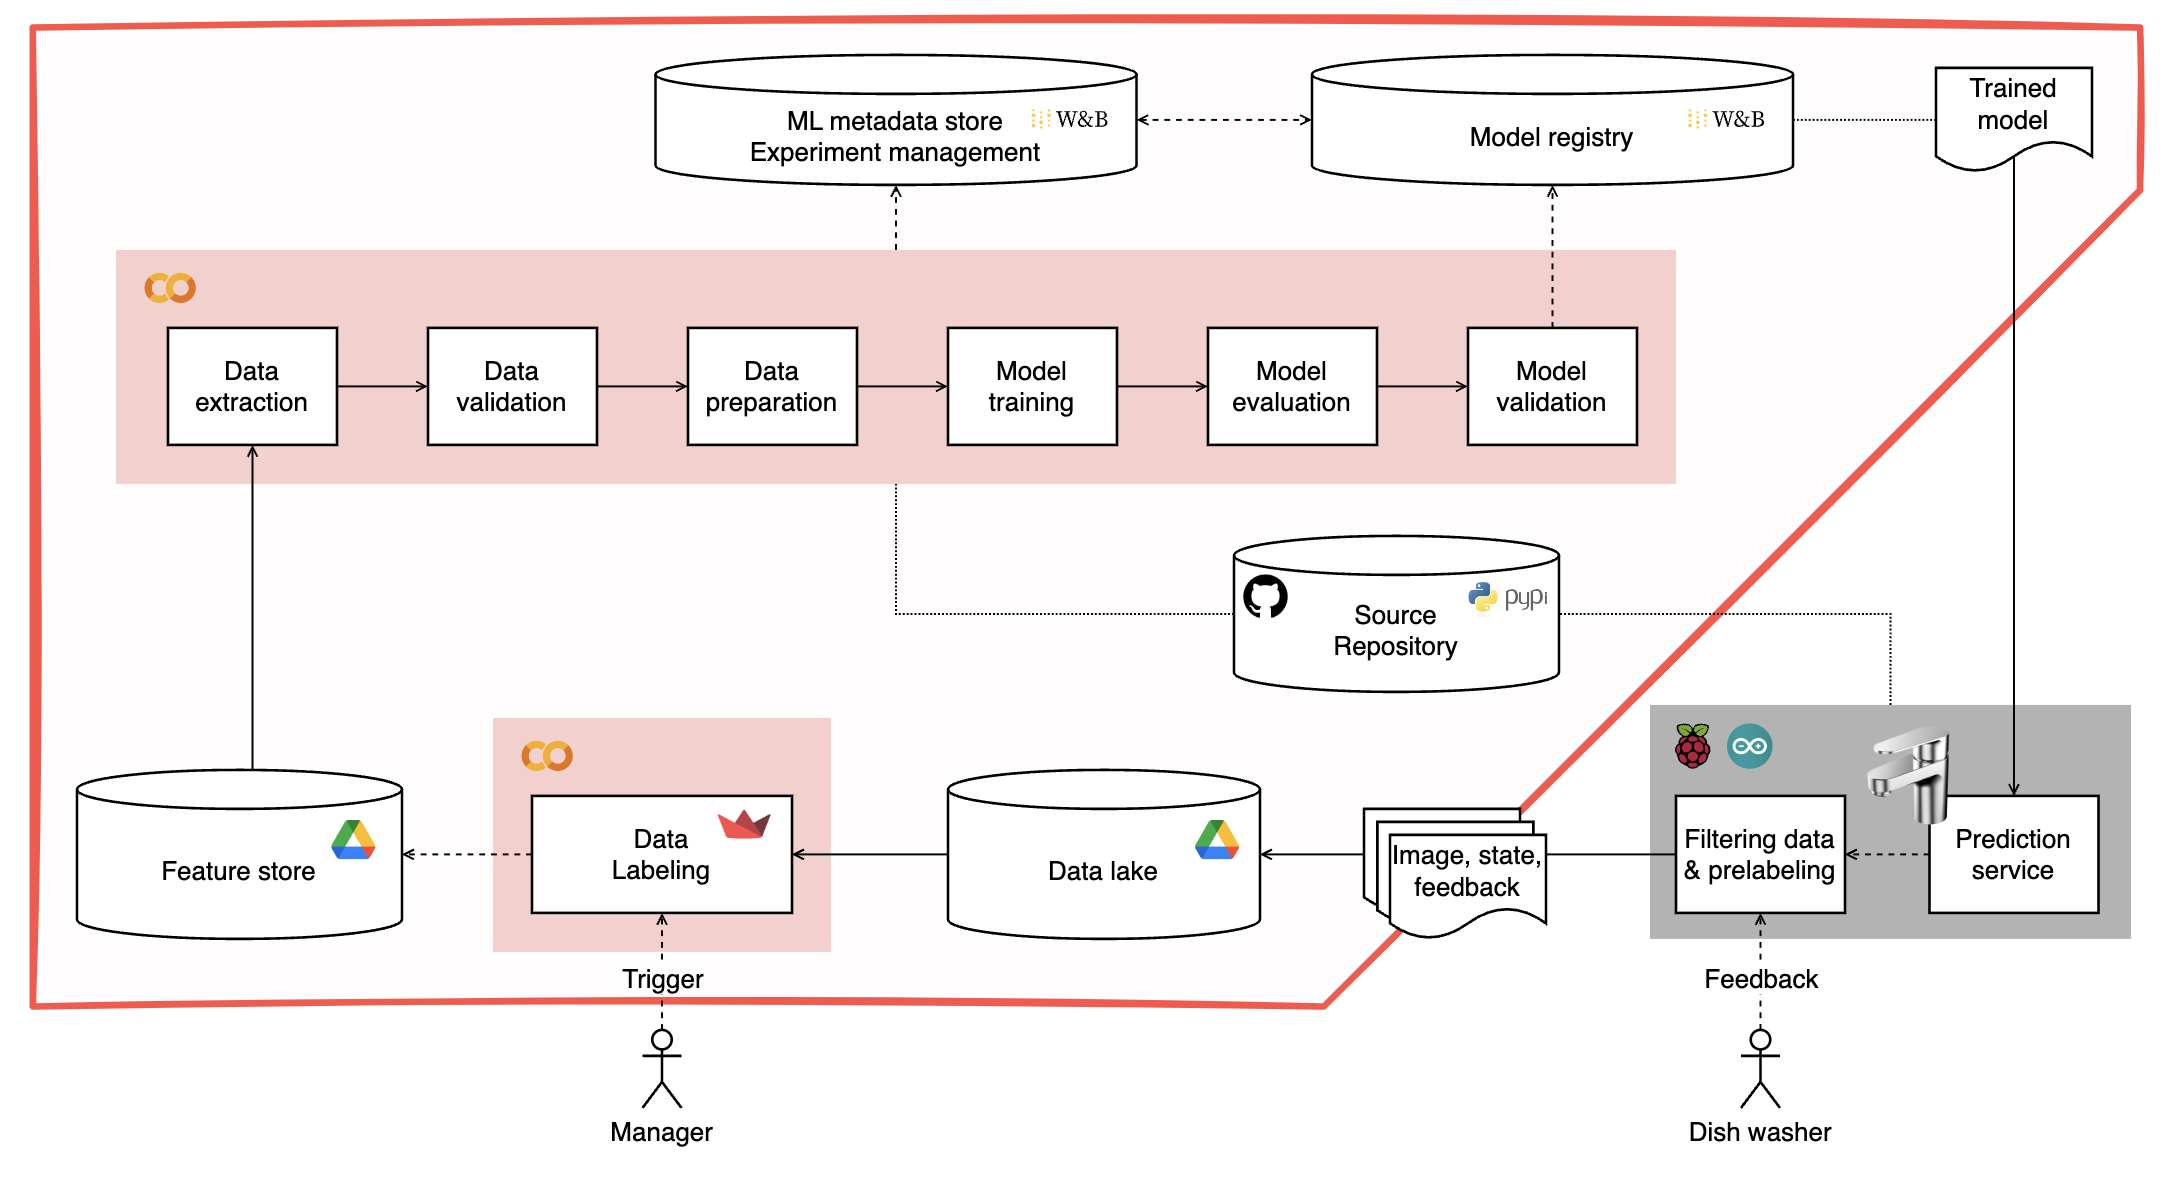 ML metadata store
Experiment management
W&B
Model registry
W&B
Trained
model
Data
extraction
Data
validation
Data
preparation
Model
training
Model
evaluation
Model
validation
Source
Repository
pypi
Feature store
Data
Labeling
Data lake
Image, state,
feedback
Filtering data
& prelabeling
Prediction
service
Trigger
Feedback
Manager
Dish washer